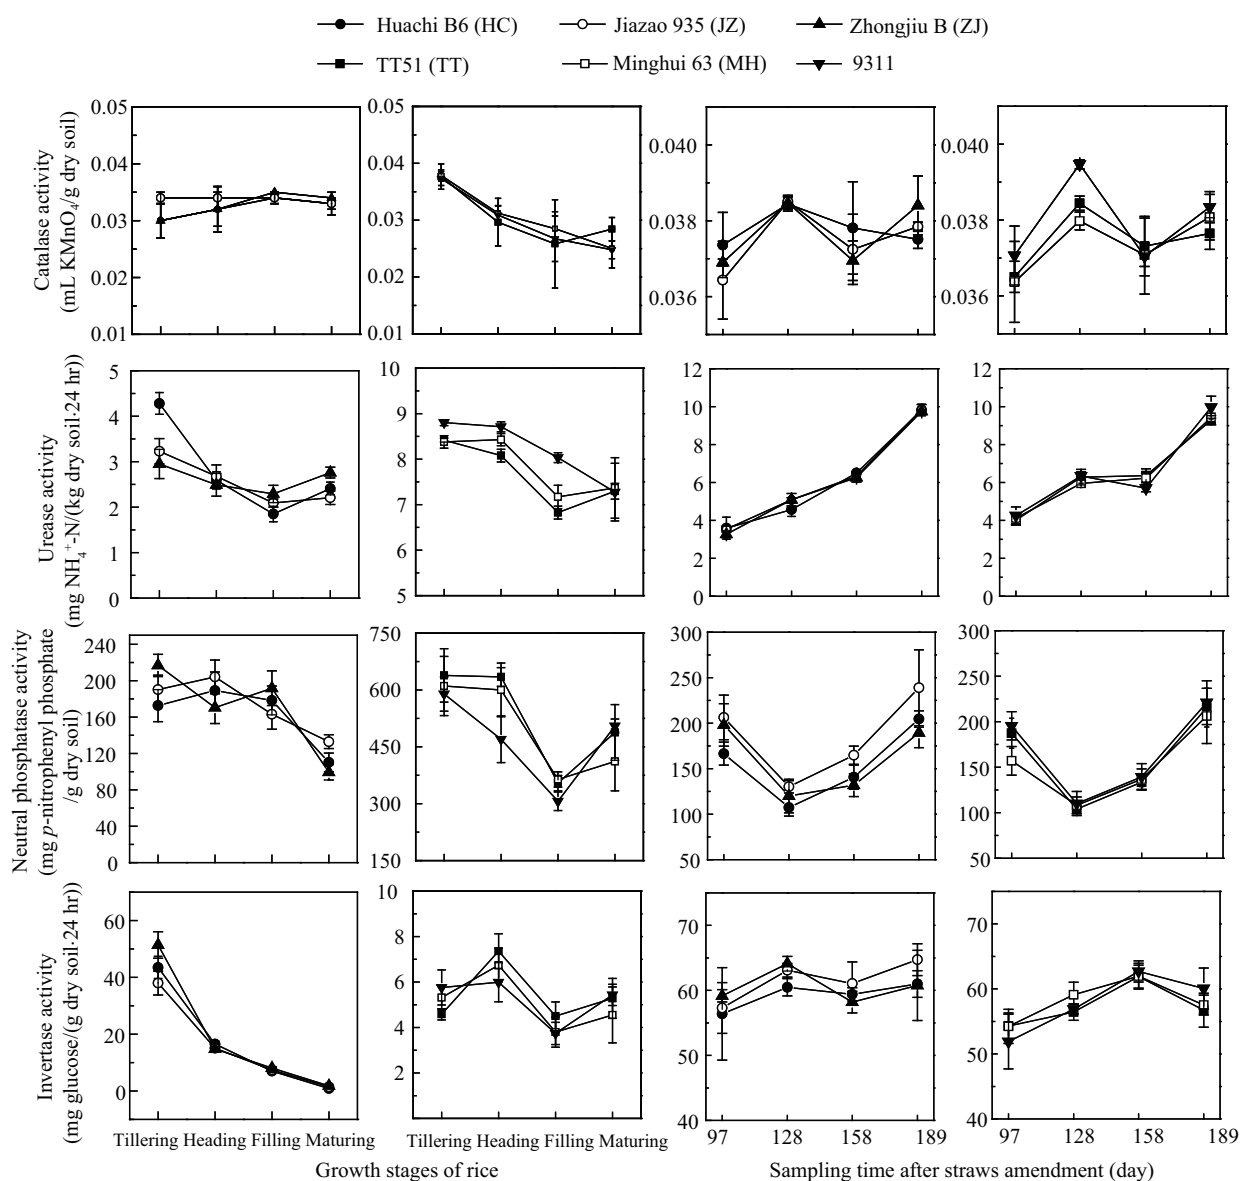 Huachi B6 (HC) Jiazao 935 (JZ) Zhongjiu B (ZJ)
TT51 (TT) Minghui 63 (MH) 9311
Catalase activity
(mL KMnO₄/g dry soil)
0.05 0.04 0.03 0.02 0.01
0.05 0.04 0.03 0.02 0.01
0.040 0.038 0.036
0.040 0.038 0.036
Urease activity
(mg NH₄⁺-N/(kg dry soil·24 hr))
5 4 3 2 1 0
10 9 8 7 6 5
12 10 8 6 4 2 0
12 10 8 6 4 2 0
Neutral phosphatase activity
(mg p-nitrophenyl phosphate
/g dry soil)
240 200 160 120 80 40 0
750 600 450 300 150
300 250 200 150 100 50
300 250 200 150 100 50
Invertase activity
(mg glucose/(g dry soil·24 hr))
60 40 20 0
10 8 6 4 2
70 60 50 40
70 60 50 40
Tillering Heading Filling Maturing
Tillering Heading Filling Maturing
97 128 158 189
97 128 158 189
Growth stages of rice
Sampling time after straws amendment (day)